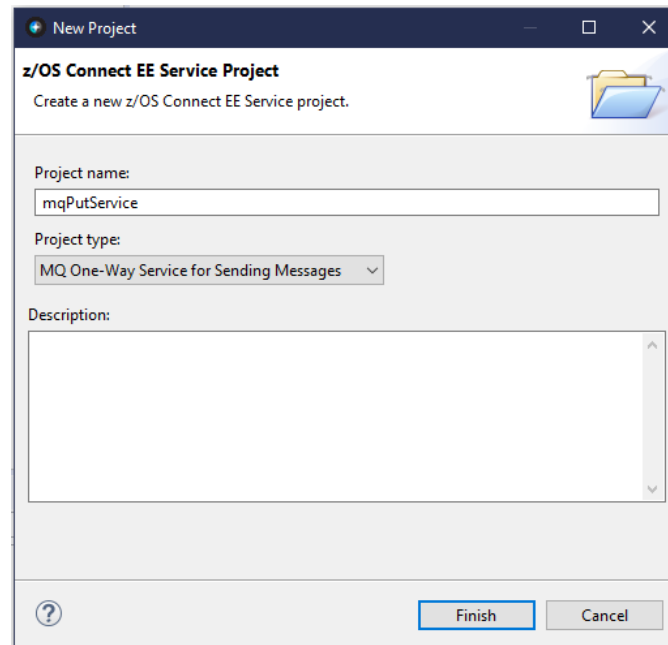 New Project
z/OS Connect EE Service Project
Create a new z/OS Connect EE Service project.
Project name:
mqPutService
Project type:
MQ One-Way Service for Sending Messages
Description:
?
Finish
Cancel